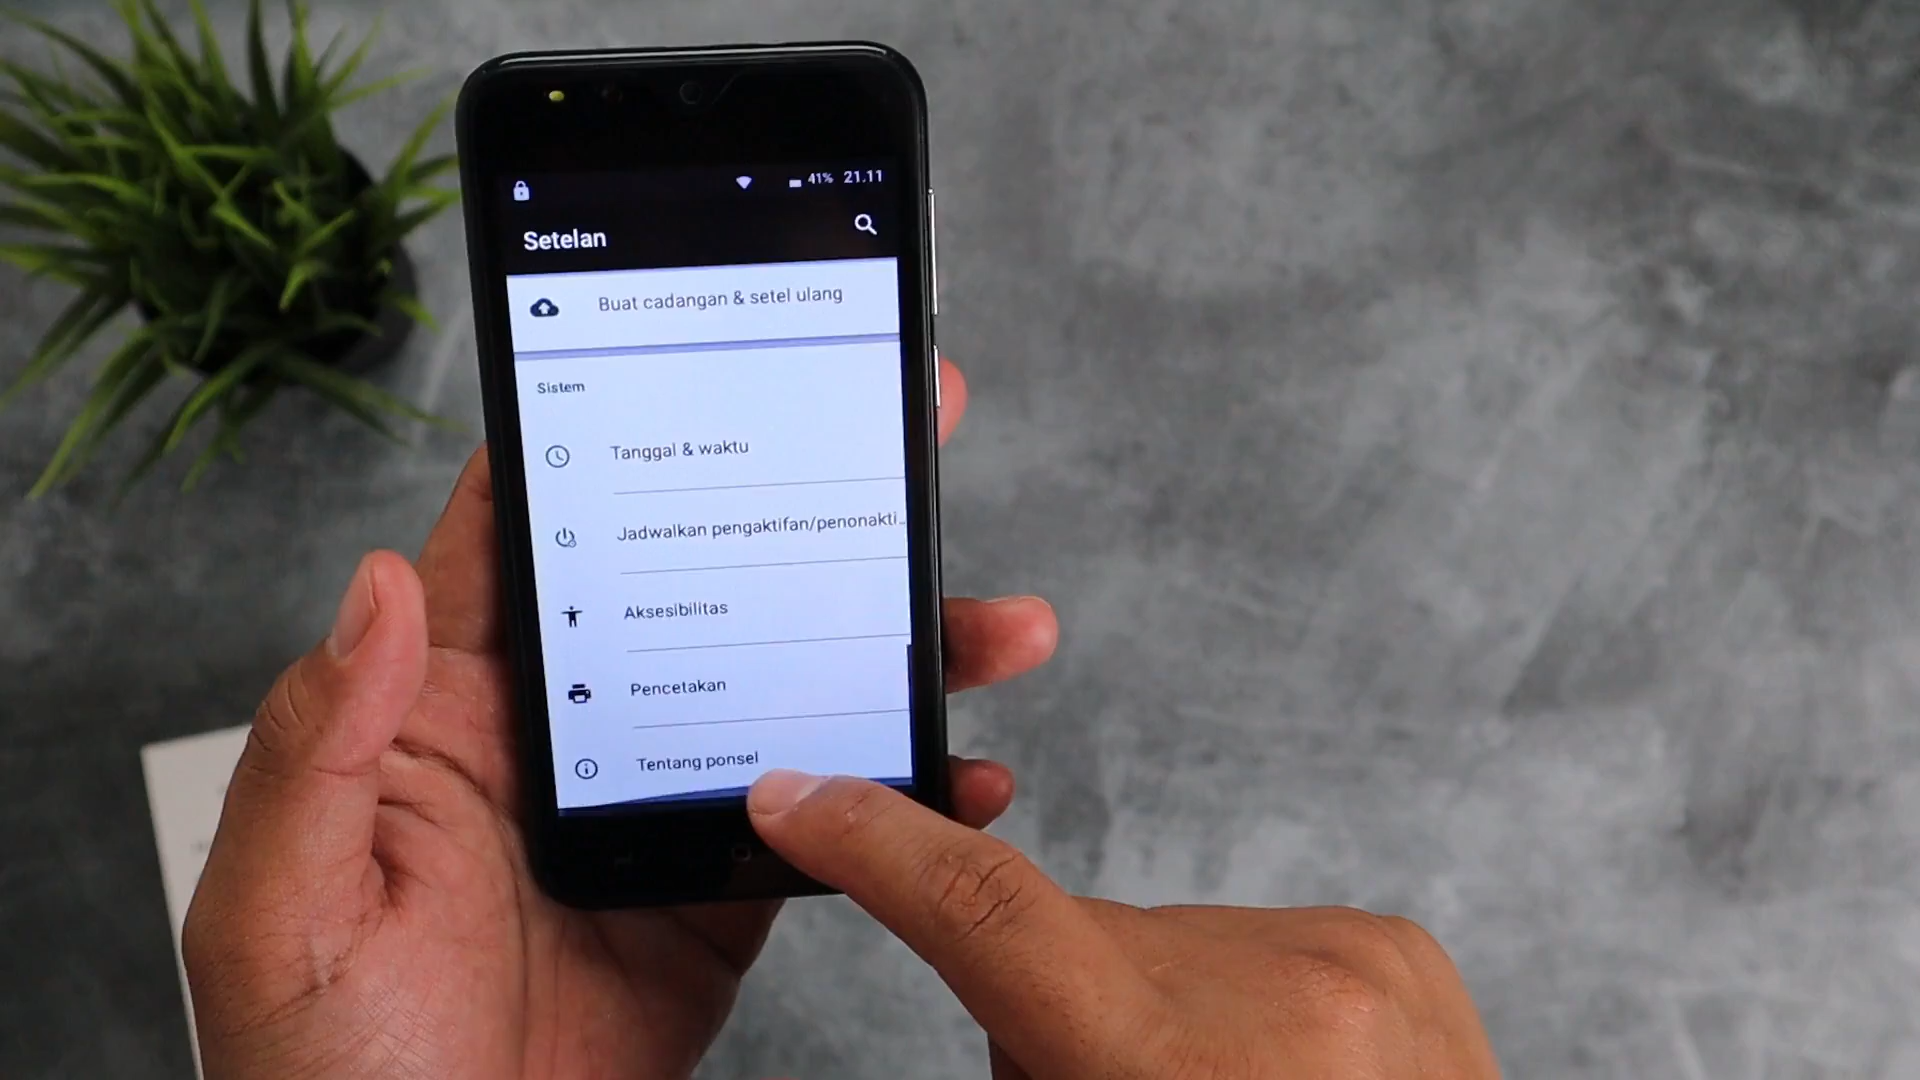 41% 21.11
Setelan
Buat cadangan & setel ulang
Sistem
Tanggal & waktu
Jadwalkan pengaktifan/penonakti…
Aksesibilitas
Pencetakan
Tentang ponsel